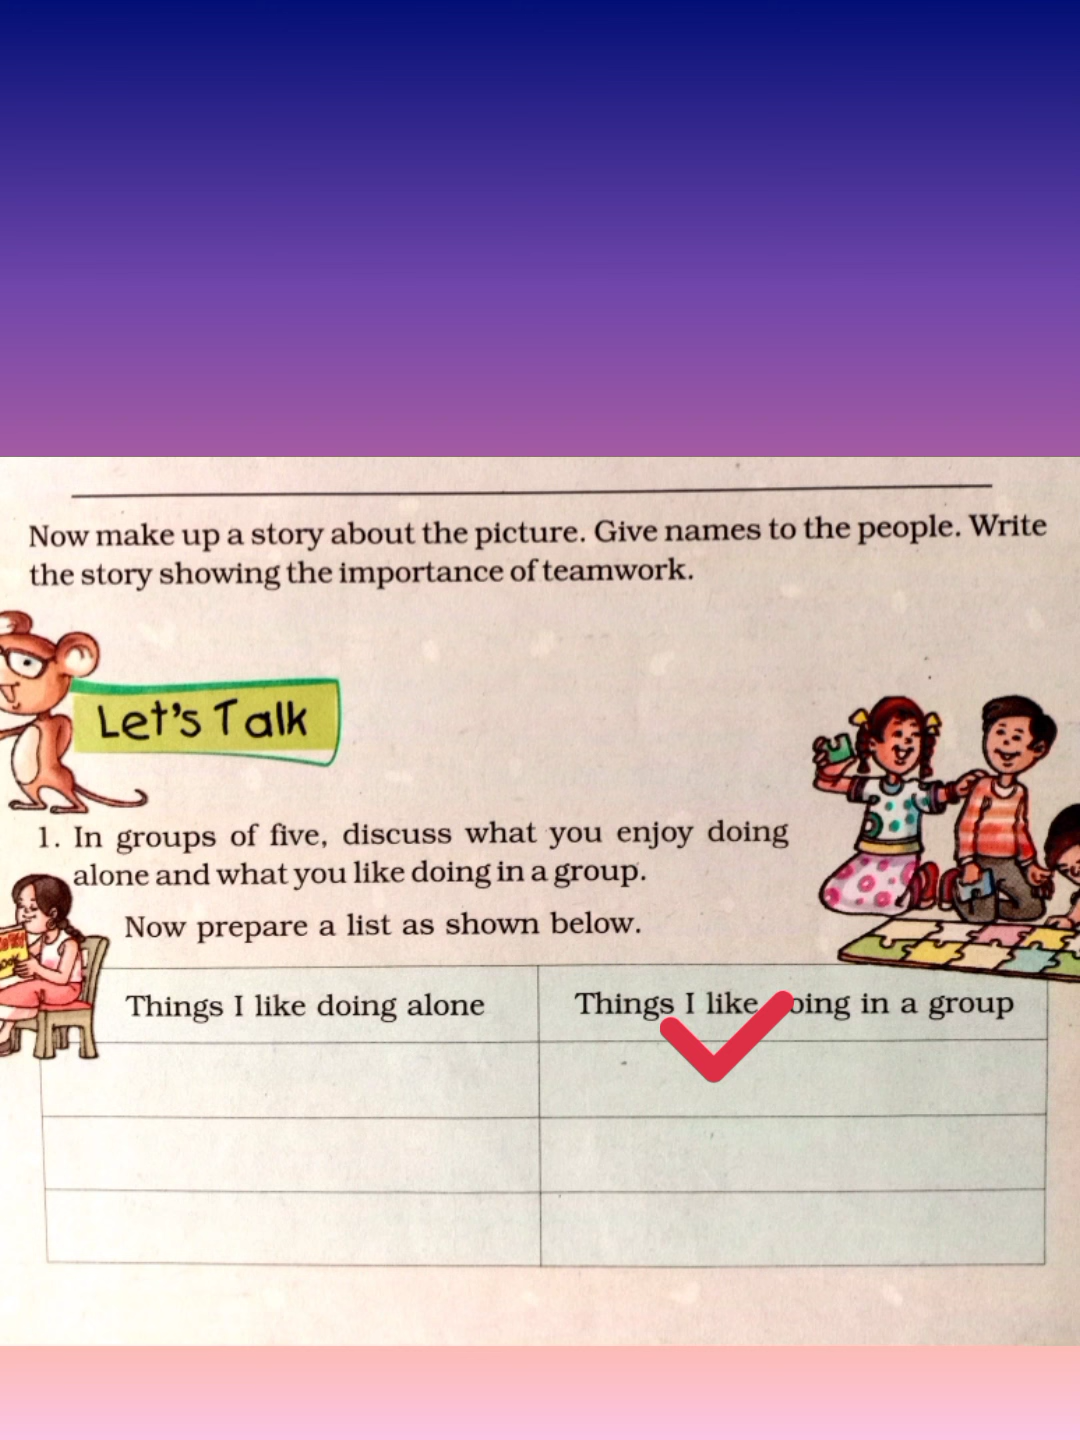 Now make up a story about the picture. Give names to the people. Write
the story showing the importance of teamwork.
Let's Talk
1. In groups of five, discuss what you enjoy doing
alone and what you like doing in a group.
Now prepare a list as shown below.
Things I like doing alone
Things I like in a group